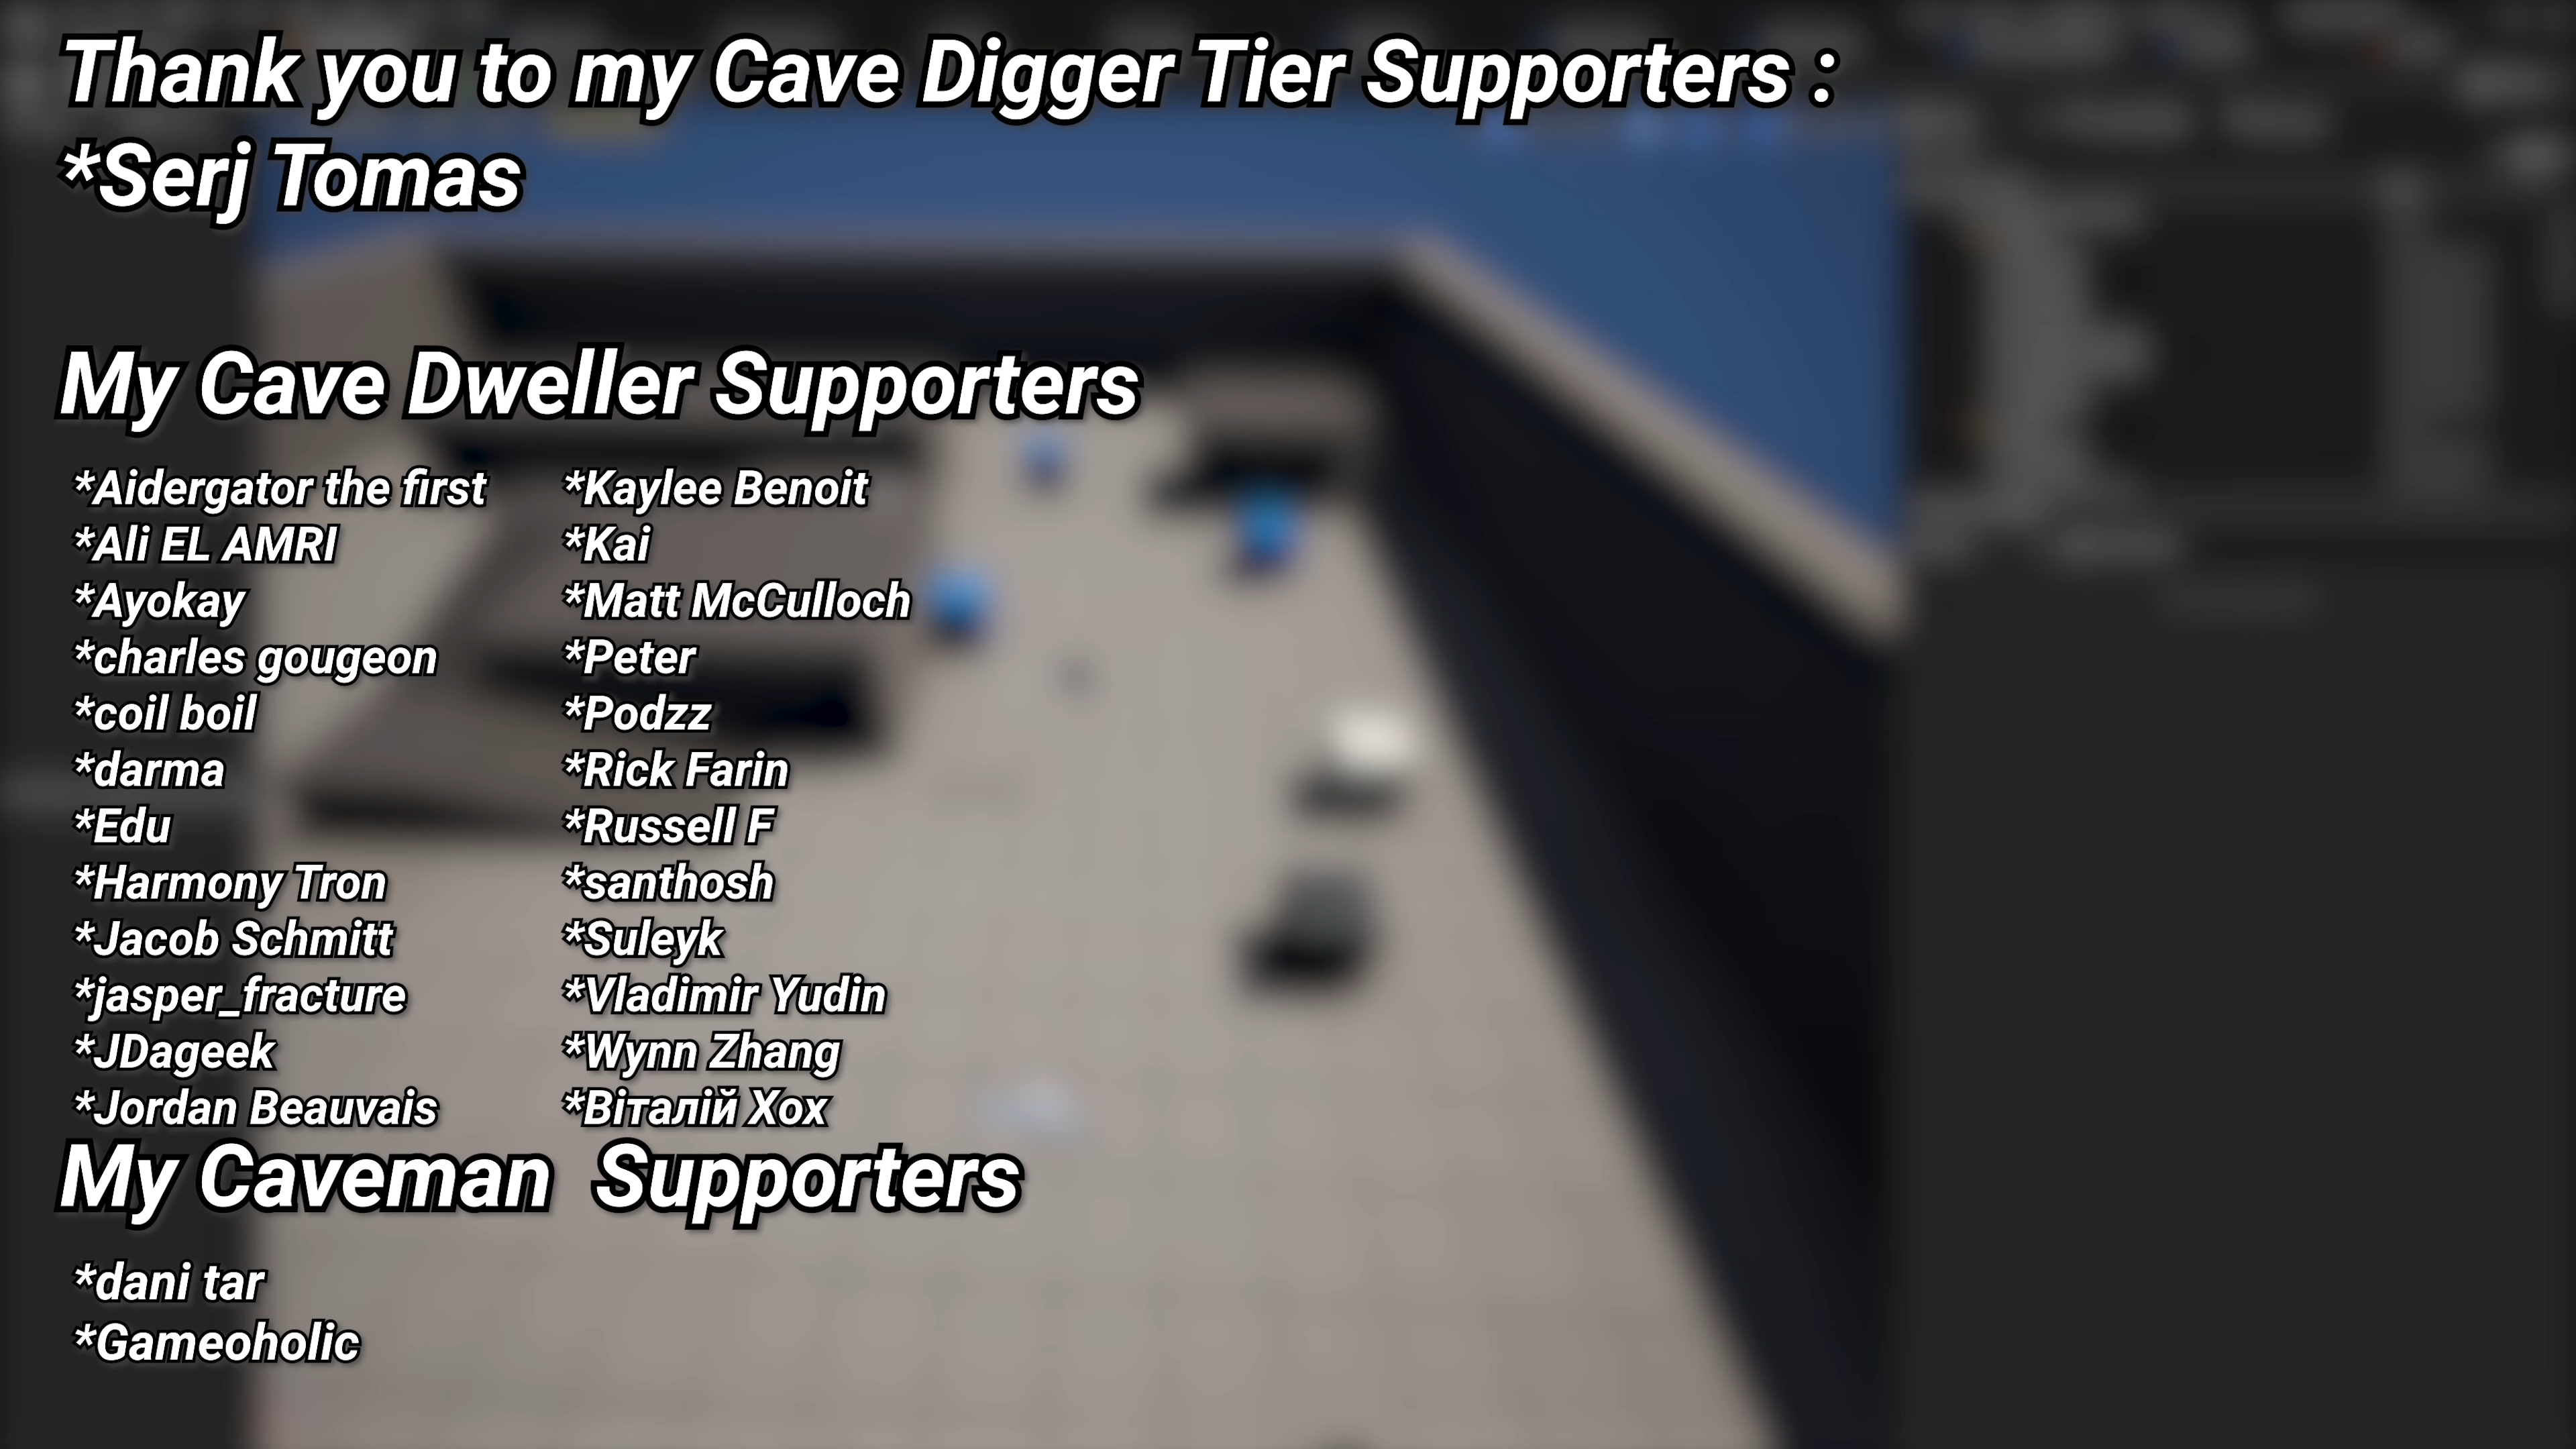 Thank you to my Cave Digger Tier Supporters :
*Serj Tomas
My Cave Dweller Supporters
*Aidergator the first
*Ali EL AMRI
*Ayokay
*charles gougeon
*coil boil
*darma
*Edu
*Harmony Tron
*Jacob Schmitt
*jasper_fracture
*JDageek
*Jordan Beauvais
*Kaylee Benoit
*Kai
*Matt McCulloch
*Peter
*Podzz
*Rick Farin
*Russell F
*santhosh
*Suleyk
*Vladimir Yudin
*Wynn Zhang
*Віталій Хох
My Caveman  Supporters
*dani tar
*Gameoholic